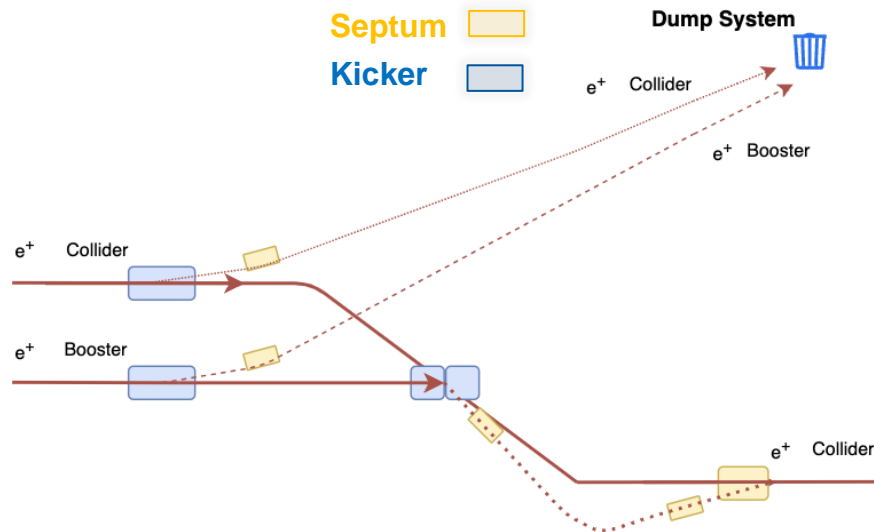 Septum
Kicker
Dump System
e+ Collider
e+ Booster
e+ Collider
e+ Booster
e+ Collider